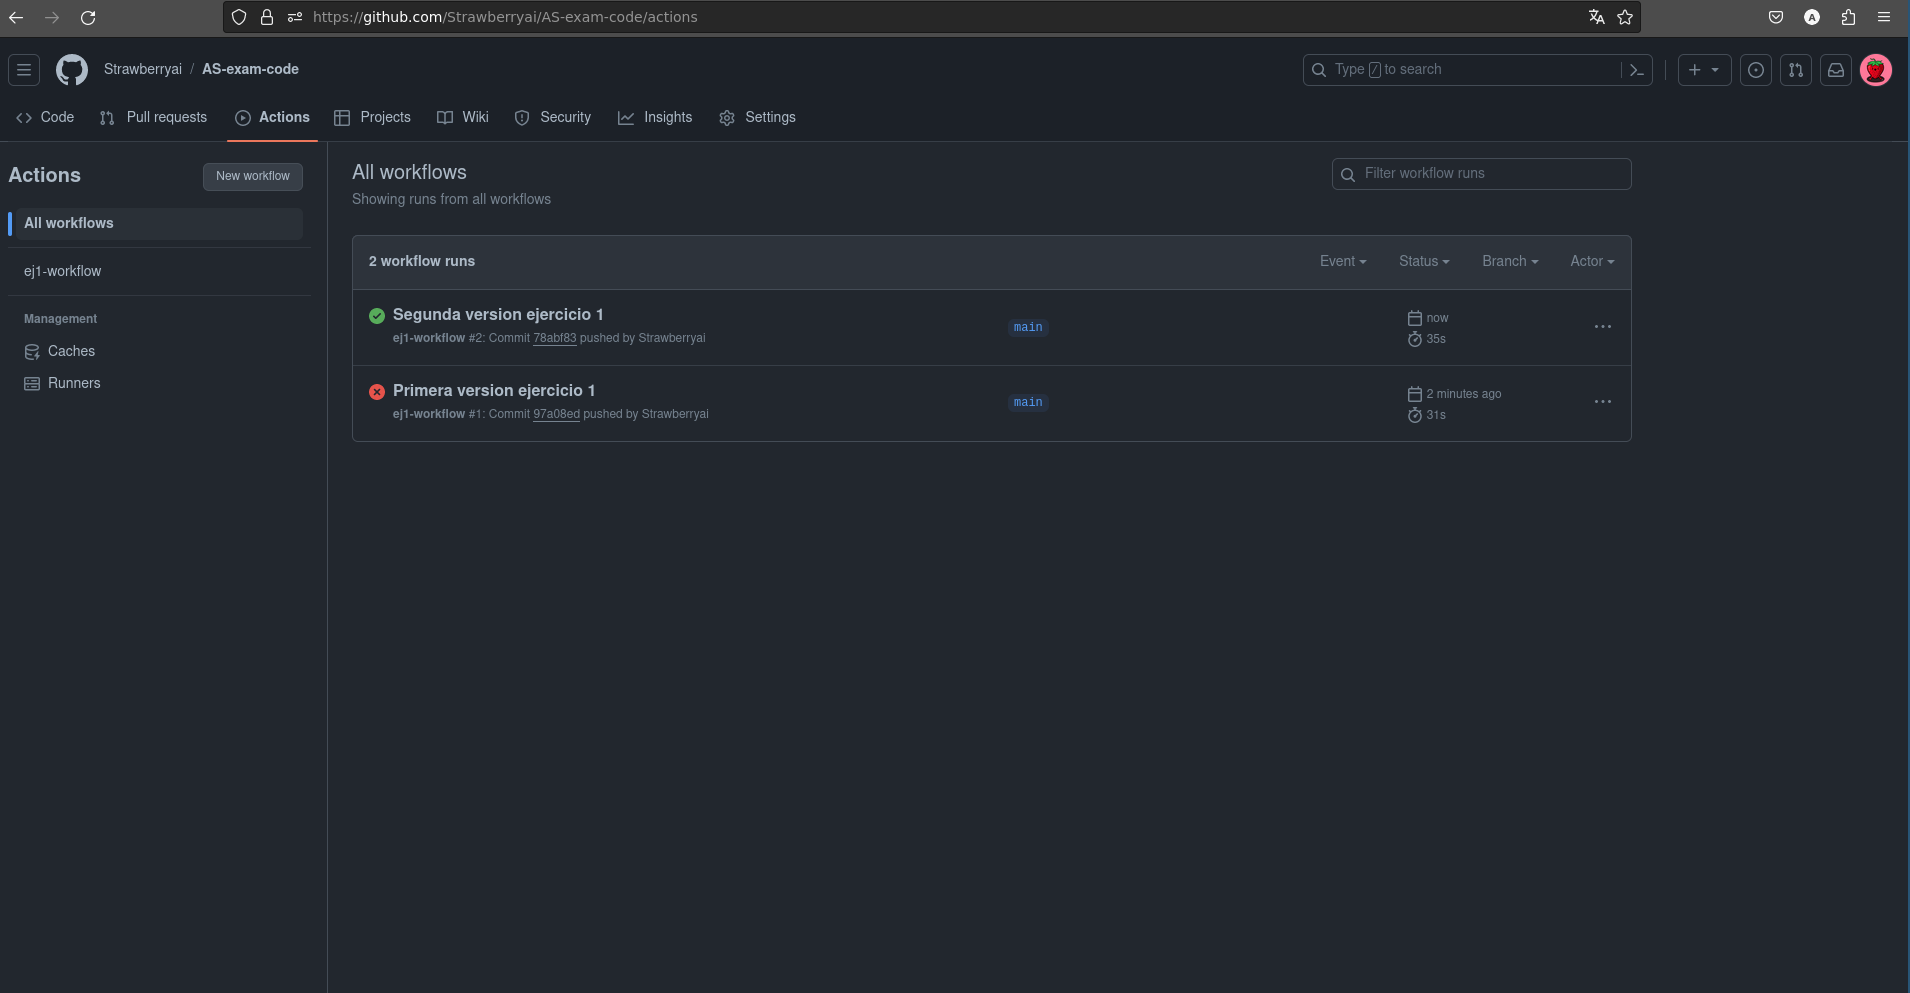 https://github.com/Strawberryai/AS-exam-code/actions
A
Strawberryai / AS-exam-code
Type / to search
Code
Pull requests
Actions
Projects
Wiki
Security
Insights
Settings
Actions
New workflow
All workflows
ej1-workflow
Management
Caches
Runners
All workflows
Showing runs from all workflows
Filter workflow runs
2 workflow runs
Event
Status
Branch
Actor
Segunda version ejercicio 1
ej1-workflow #2: Commit 78abf83 pushed by Strawberryai
main
now
35s
Primera version ejercicio 1
ej1-workflow #1: Commit 97a08ed pushed by Strawberryai
main
2 minutes ago
31s